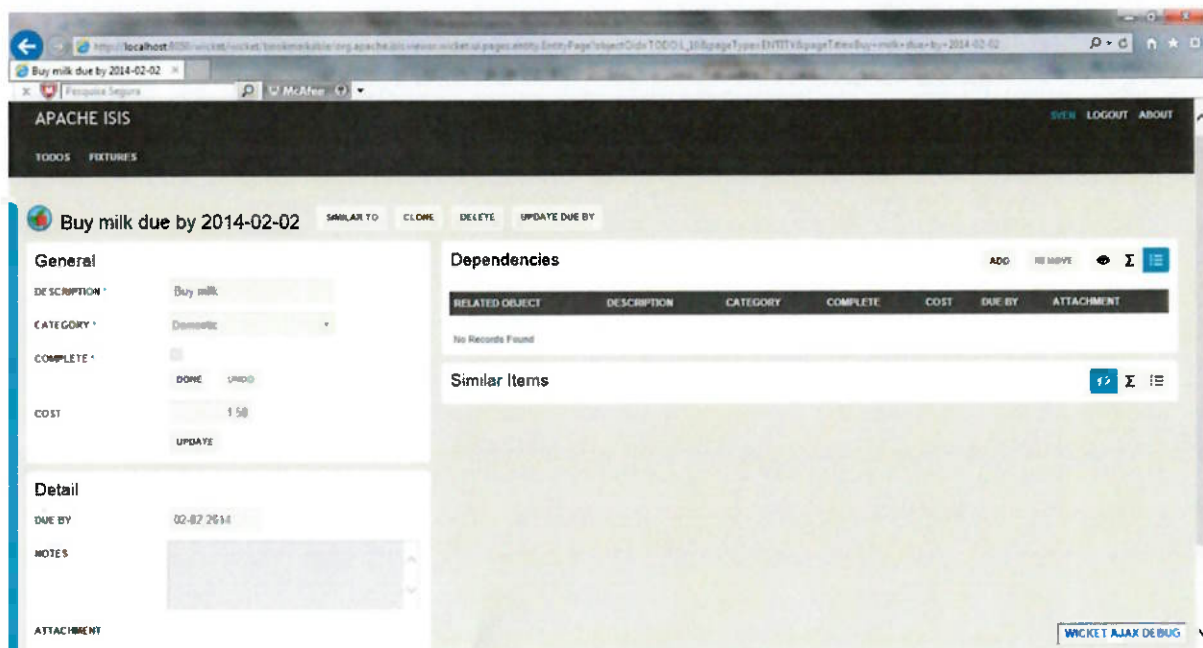 Buy milk due by 2014-02-02
Pesquisa Segura
McAfee
APACHE ISIS
SVEN LOGOUT ABOUT
TODOS FIXTURES
Buy milk due by 2014-02-02 SIMILAR TO CLONE DELETE UPDATE DUE BY
General
DESCRIPTION * Buy milk
CATEGORY * Domestic
COMPLETE *
DONE UNDO
COST 1.50
UPDATE
Detail
DUE BY 02-02-2014
NOTES
ATTACHMENT
Dependencies ADD REMOVE Σ
RELATED OBJECT DESCRIPTION CATEGORY COMPLETE COST DUE BY ATTACHMENT
No Records Found
Similar Items Σ
WICKET AJAX DEBUG